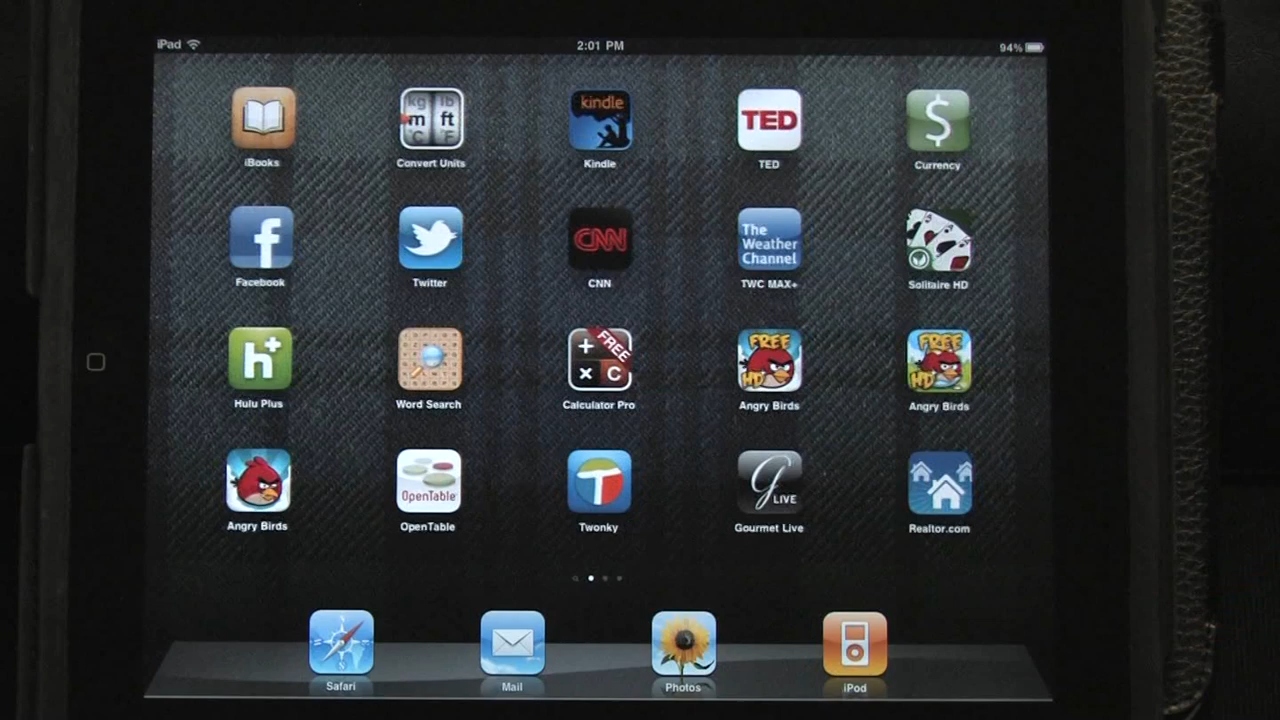 iPad 2:01 PM 94%
kg lb
m ft
°C °F
kindle
TED
$
iBooks Convert Units Kindle TED Currency
f
CNN
The
Weather
Channel
Facebook Twitter CNN TWC MAX+ Solitaire HD
h+
FREE
+
× C
FREE
HD
FREE
HD
Hulu Plus Word Search Calculator Pro Angry Birds Angry Birds
OpenTable
T
g LIVE
Angry Birds OpenTable Twonky Gourmet Live Realtor.com
Safari Mail Photos iPod